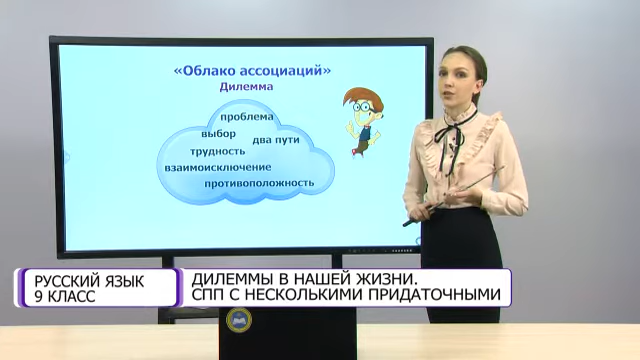 «Облако ассоциаций»
Дилемма
проблема
выбор
два пути
трудность
взаимоисключение
противоположность
РУССКИЙ ЯЗЫК
9 КЛАСС
ДИЛЕММЫ В НАШЕЙ ЖИЗНИ.
СПП С НЕСКОЛЬКИМИ ПРИДАТОЧНЫМИ